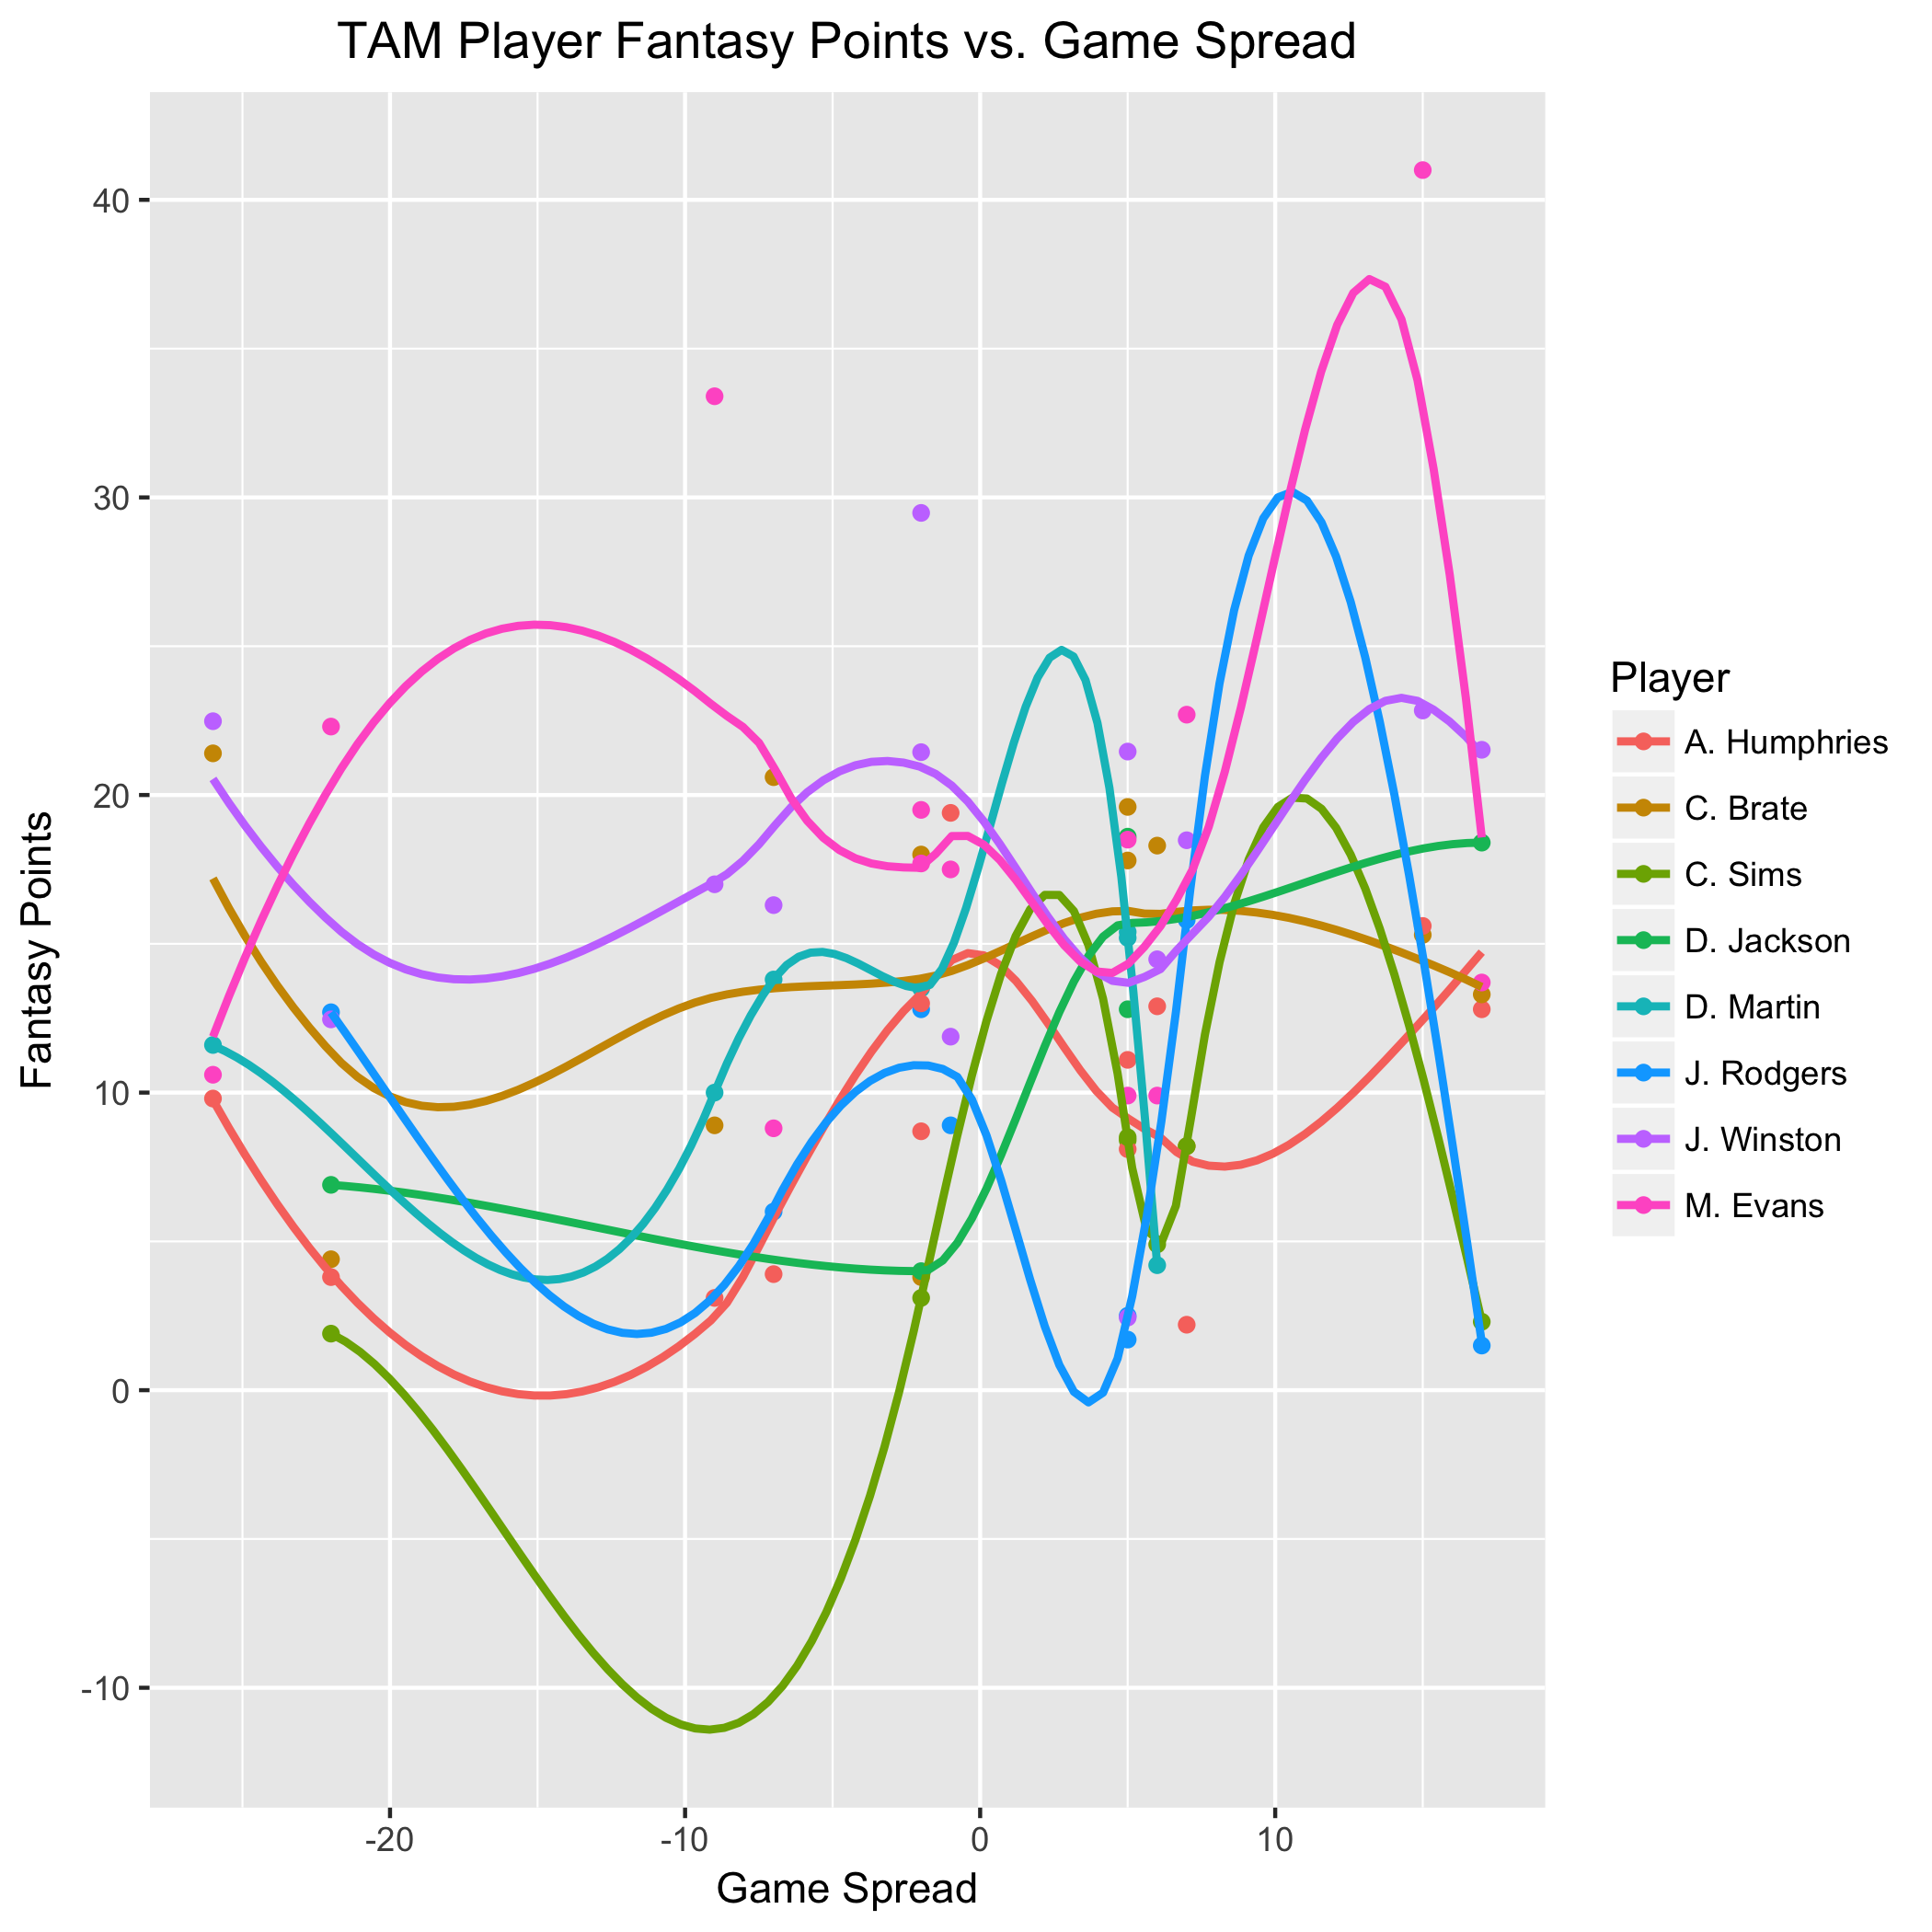 TAM Player Fantasy Points vs. Game Spread
Fantasy Points
40
30
20
10
0
-10
-20
-10
0
10
Game Spread
Player
A. Humphries
C. Brate
C. Sims
D. Jackson
D. Martin
J. Rodgers
J. Winston
M. Evans